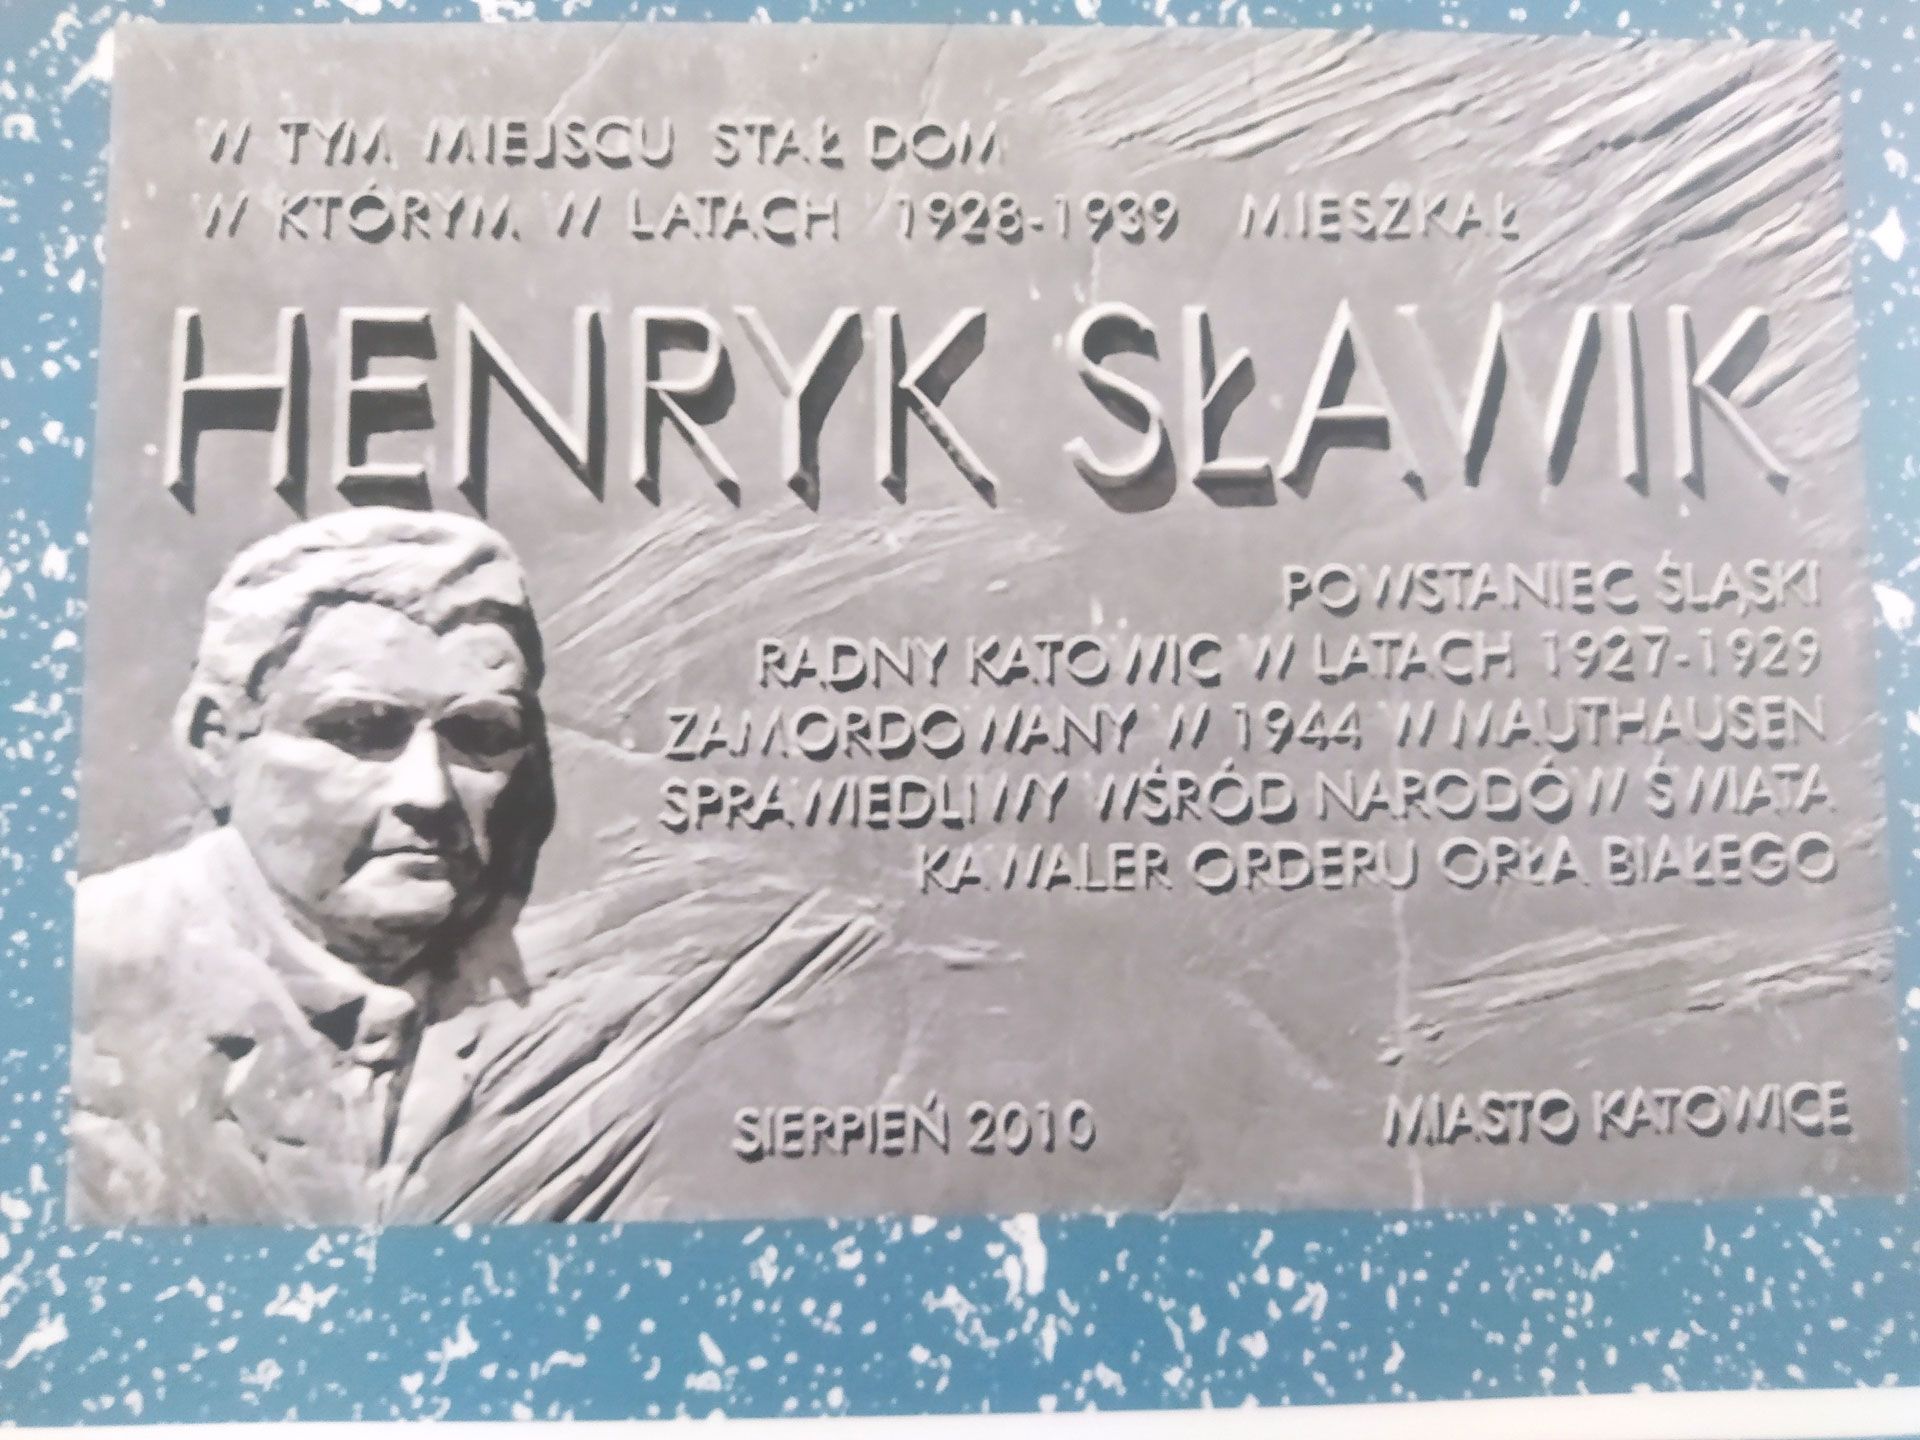 W TYM MIEJSCU STAŁ DOM
W KTÓRYM W LATACH 1928-1939 MIESZKAŁ
HENRYK SŁAWIK
POWSTANIEC ŚLĄSKI
RADNY KATOWIC W LATACH 1927-1929
ZAMORDOWANY W 1944 W MAUTHAUSEN
SPRAWIEDLIWY WŚRÓD NARODÓW ŚWIATA
KAWALER ORDERU ORŁA BIAŁEGO
SIERPIEŃ 2010 MIASTO KATOWICE